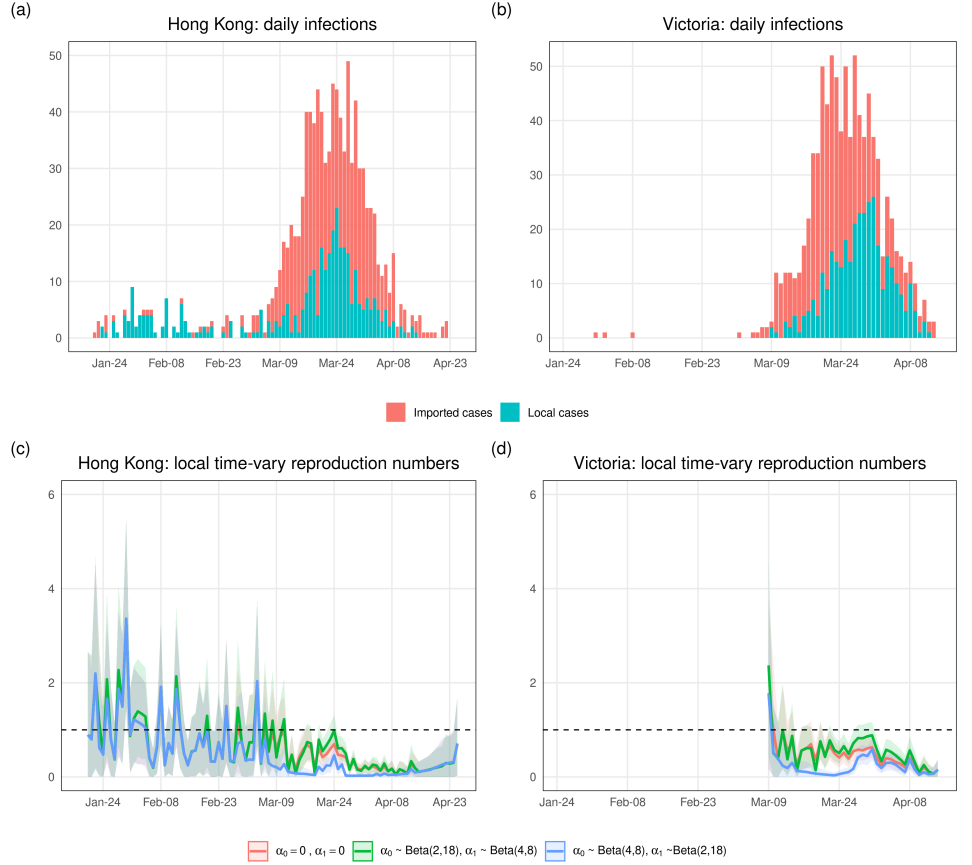 (a)
Hong Kong: daily infections
50
40
30
20
10
0
Jan-24 Feb-08 Feb-23 Mar-09 Mar-24 Apr-08 Apr-23
(b)
Victoria: daily infections
50
40
30
20
10
0
Jan-24 Feb-08 Feb-23 Mar-09 Mar-24 Apr-08
Imported cases Local cases
(c)
Hong Kong: local time-vary reproduction numbers
6
4
2
1
0
Jan-24 Feb-08 Feb-23 Mar-09 Mar-24 Apr-08 Apr-23
(d)
Victoria: local time-vary reproduction numbers
6
4
2
1
0
Jan-24 Feb-08 Feb-23 Mar-09 Mar-24 Apr-08
α₀ = 0 , α₁ = 0 α₀ ~ Beta(2,18), α₁ ~ Beta(4,8) α₀ ~ Beta(4,8), α₁ ~Beta(2,18)